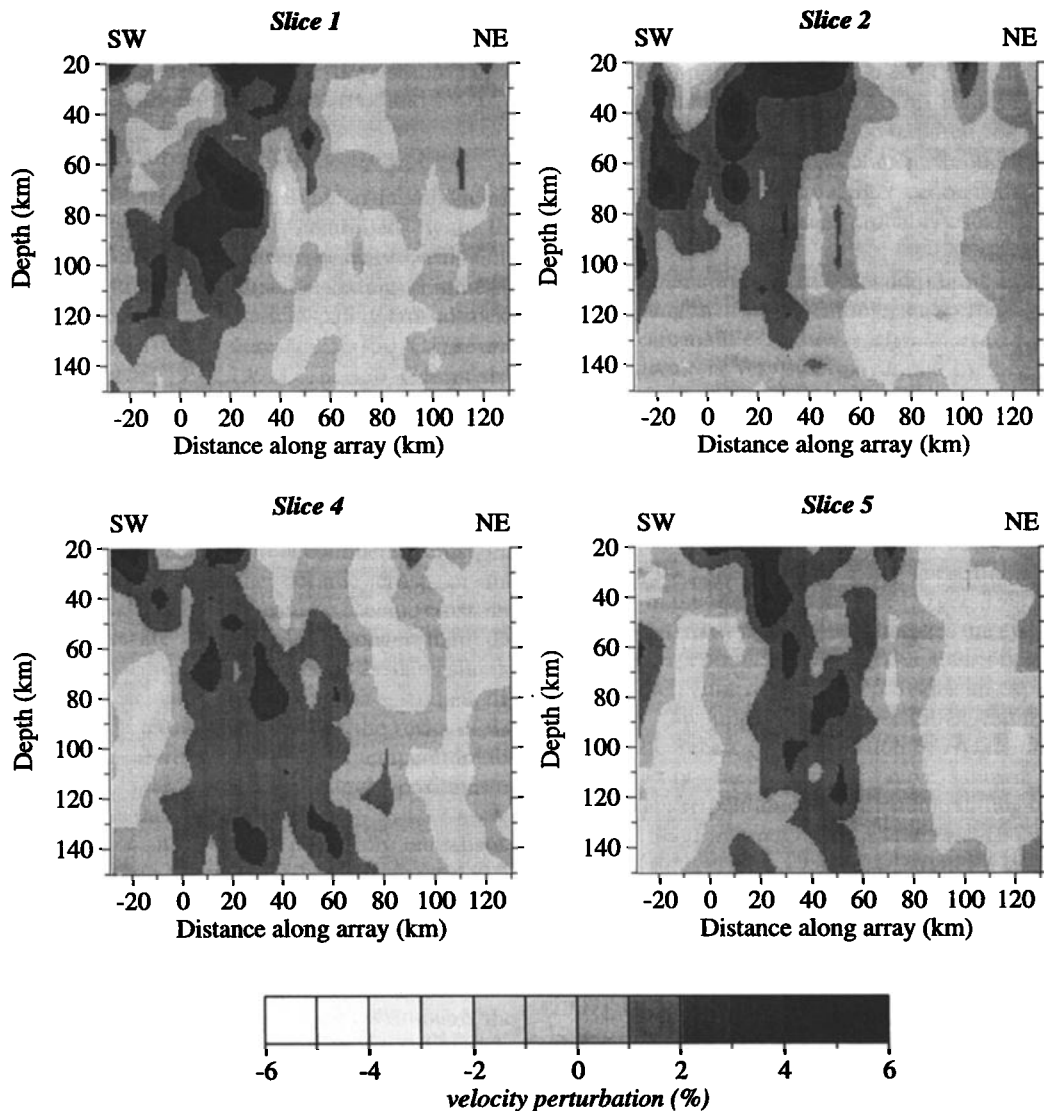 Slice 1
SW NE
20
40
60
80
100
120
140
Depth (km)
-20 0 20 40 60 80 100 120
Distance along array (km)
Slice 2
SW NE
20
40
60
80
100
120
140
Depth (km)
-20 0 20 40 60 80 100 120
Distance along array (km)
Slice 4
SW NE
20
40
60
80
100
120
140
Depth (km)
-20 0 20 40 60 80 100 120
Distance along array (km)
Slice 5
SW NE
20
40
60
80
100
120
140
Depth (km)
-20 0 20 40 60 80 100 120
Distance along array (km)
-6 -4 -2 0 2 4 6
velocity perturbation (%)